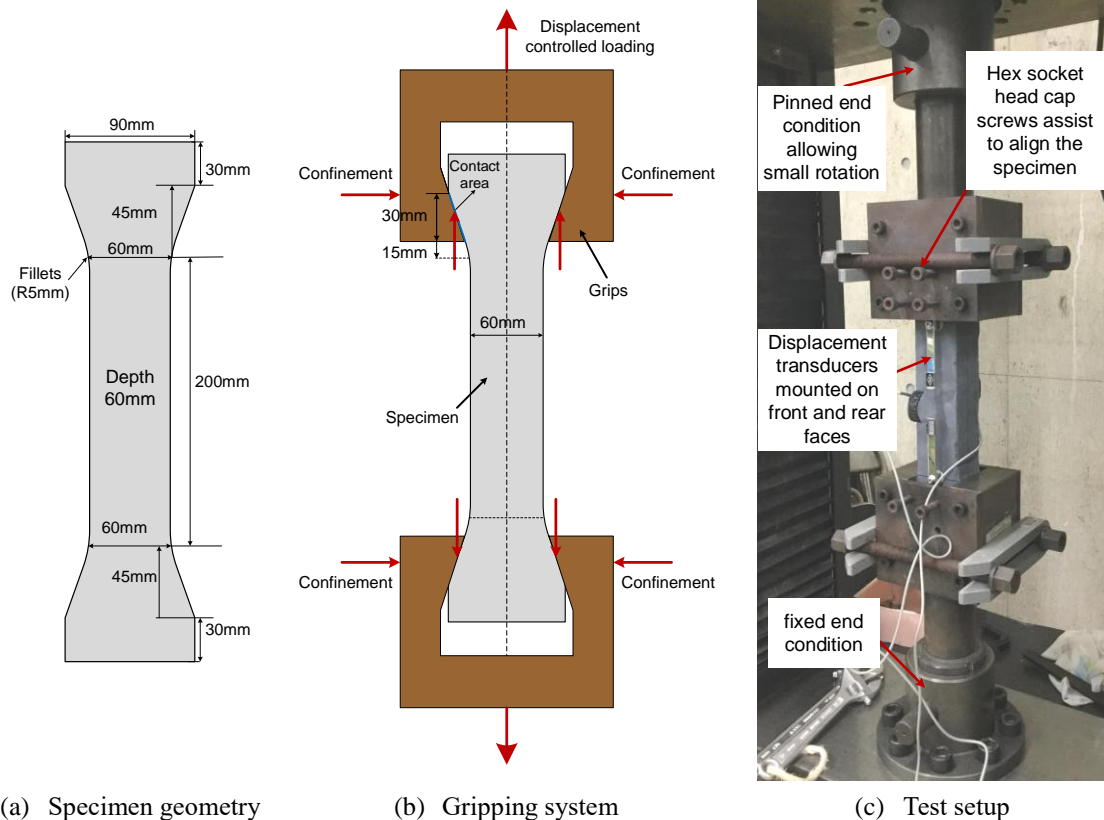 90mm
30mm
45mm
60mm
Fillets
(R5mm)
Depth
60mm
200mm
60mm
45mm
30mm
Displacement
controlled loading
Confinement
Contact
area
Confinement
30mm
15mm
Grips
60mm
Specimen
Confinement
Confinement
Pinned end
condition
allowing
small rotation
Hex socket
head cap
screws assist
to align the
specimen
Displacement
transducers
mounted on
front and rear
faces
fixed end
condition
(a) Specimen geometry
(b) Gripping system
(c) Test setup